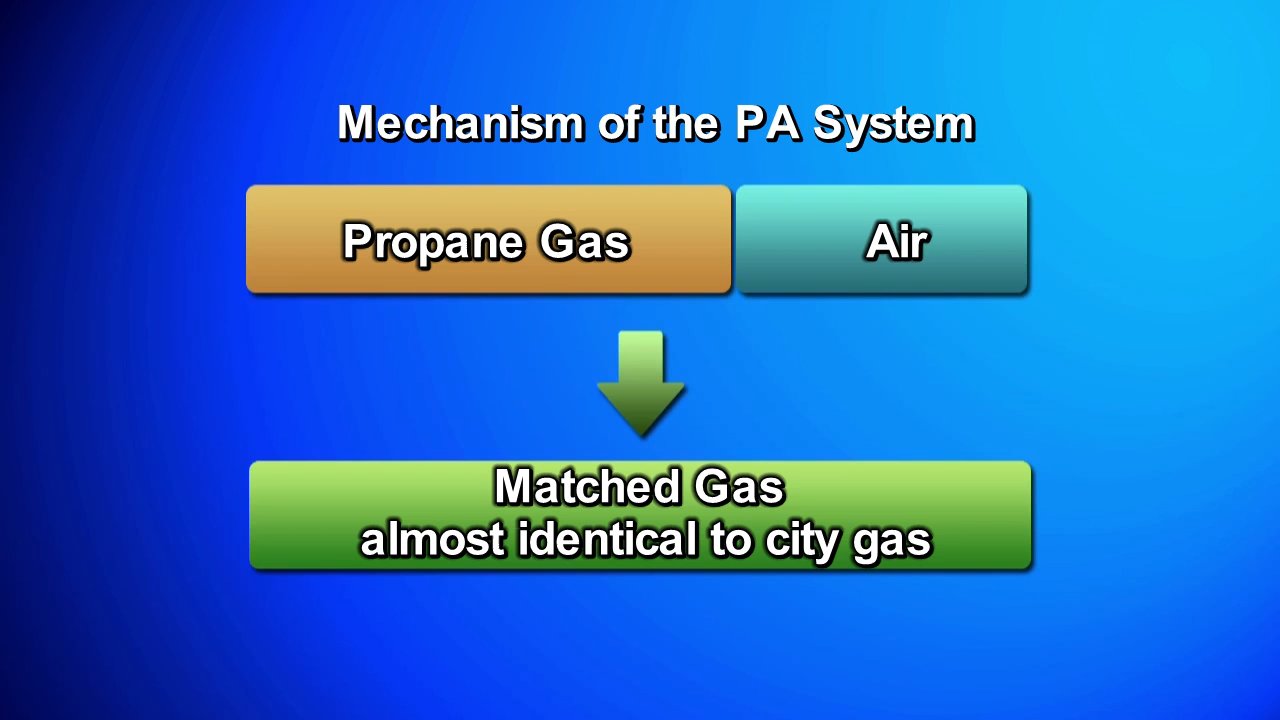 Mechanism of the PA System
Propane Gas
Air
Matched Gas
almost identical to city gas